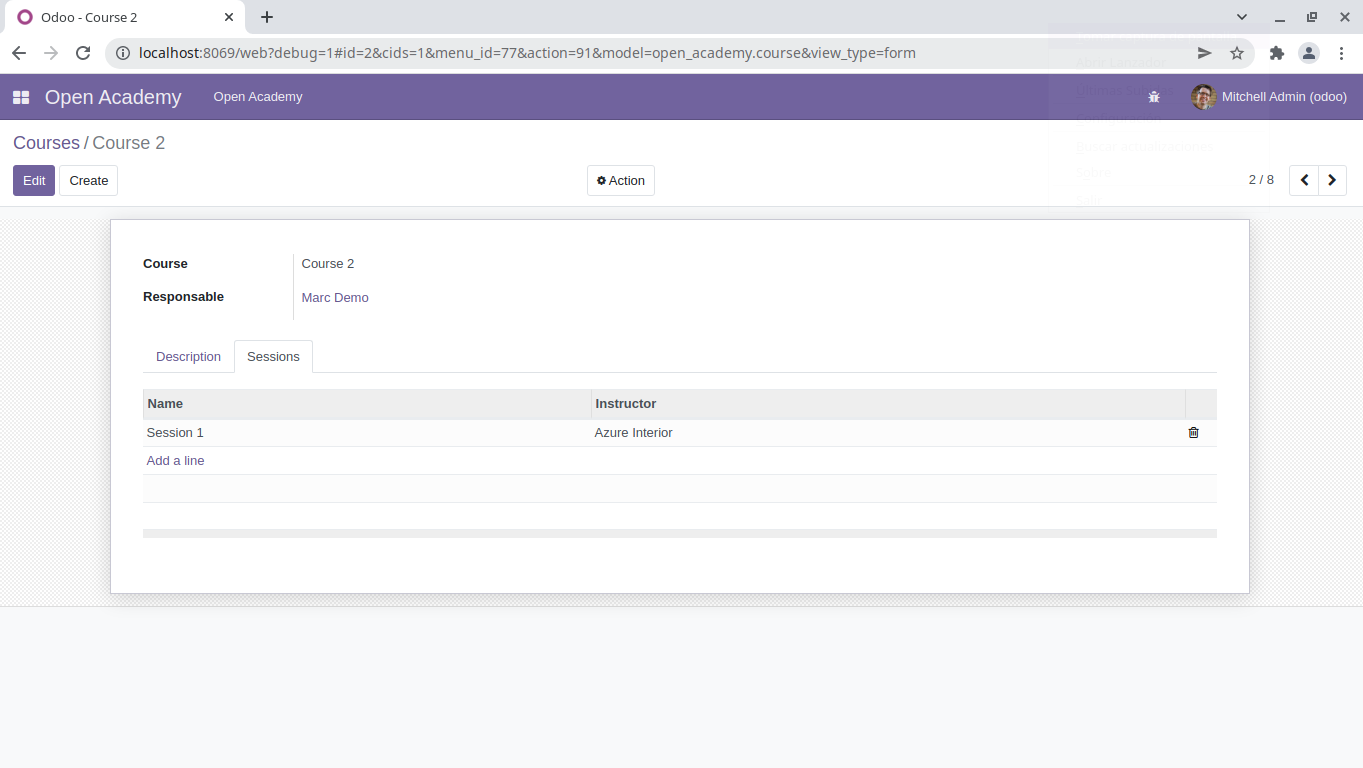 Odoo - Course 2
localhost:8069/web?debug=1#id=2&cids=1&menu_id=77&action=91&model=open_academy.course&view_type=form
Open Academy Open Academy Mitchell Admin (odoo)
Courses / Course 2
Edit Create Action 2 / 8
Course Course 2
Responsable Marc Demo
Description Sessions
Name Instructor
Session 1 Azure Interior
Add a line